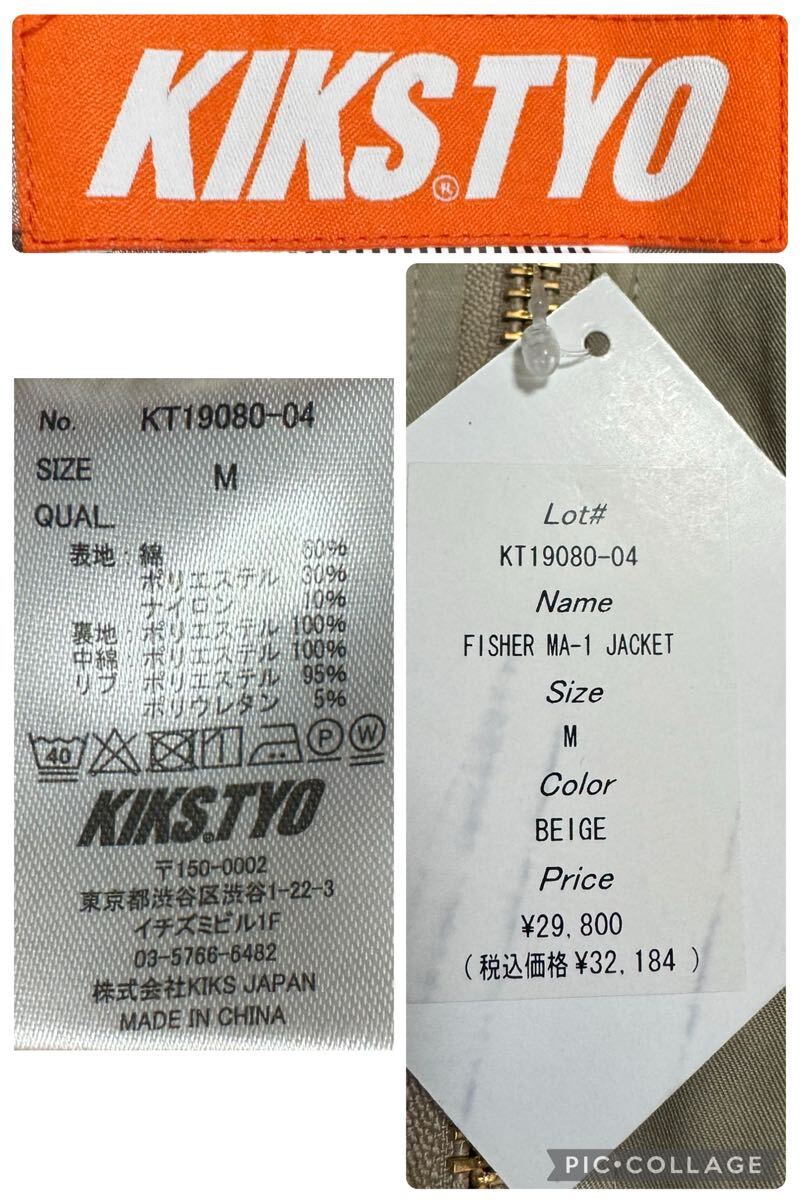 KIKS.TYO
®
No. KT19080-04
SIZE M
QUAL.
表地：綿 60%
ポリエステル 30%
ナイロン 10%
裏地：ポリエステル 100%
中綿：ポリエステル 100%
リブ ポリエステル 95%
ポリウレタン 5%
40 P W
KIKS.TYO
〒150-0002
東京都渋谷区渋谷1-22-3
イチズミビル1F
03-5766-6482
株式会社KIKS JAPAN
MADE IN CHINA
Lot#
KT19080-04
Name
FISHER MA-1 JACKET
Size
M
Color
BEIGE
Price
¥29,800
(税込価格¥32,184 )
PIC•COLLAGE